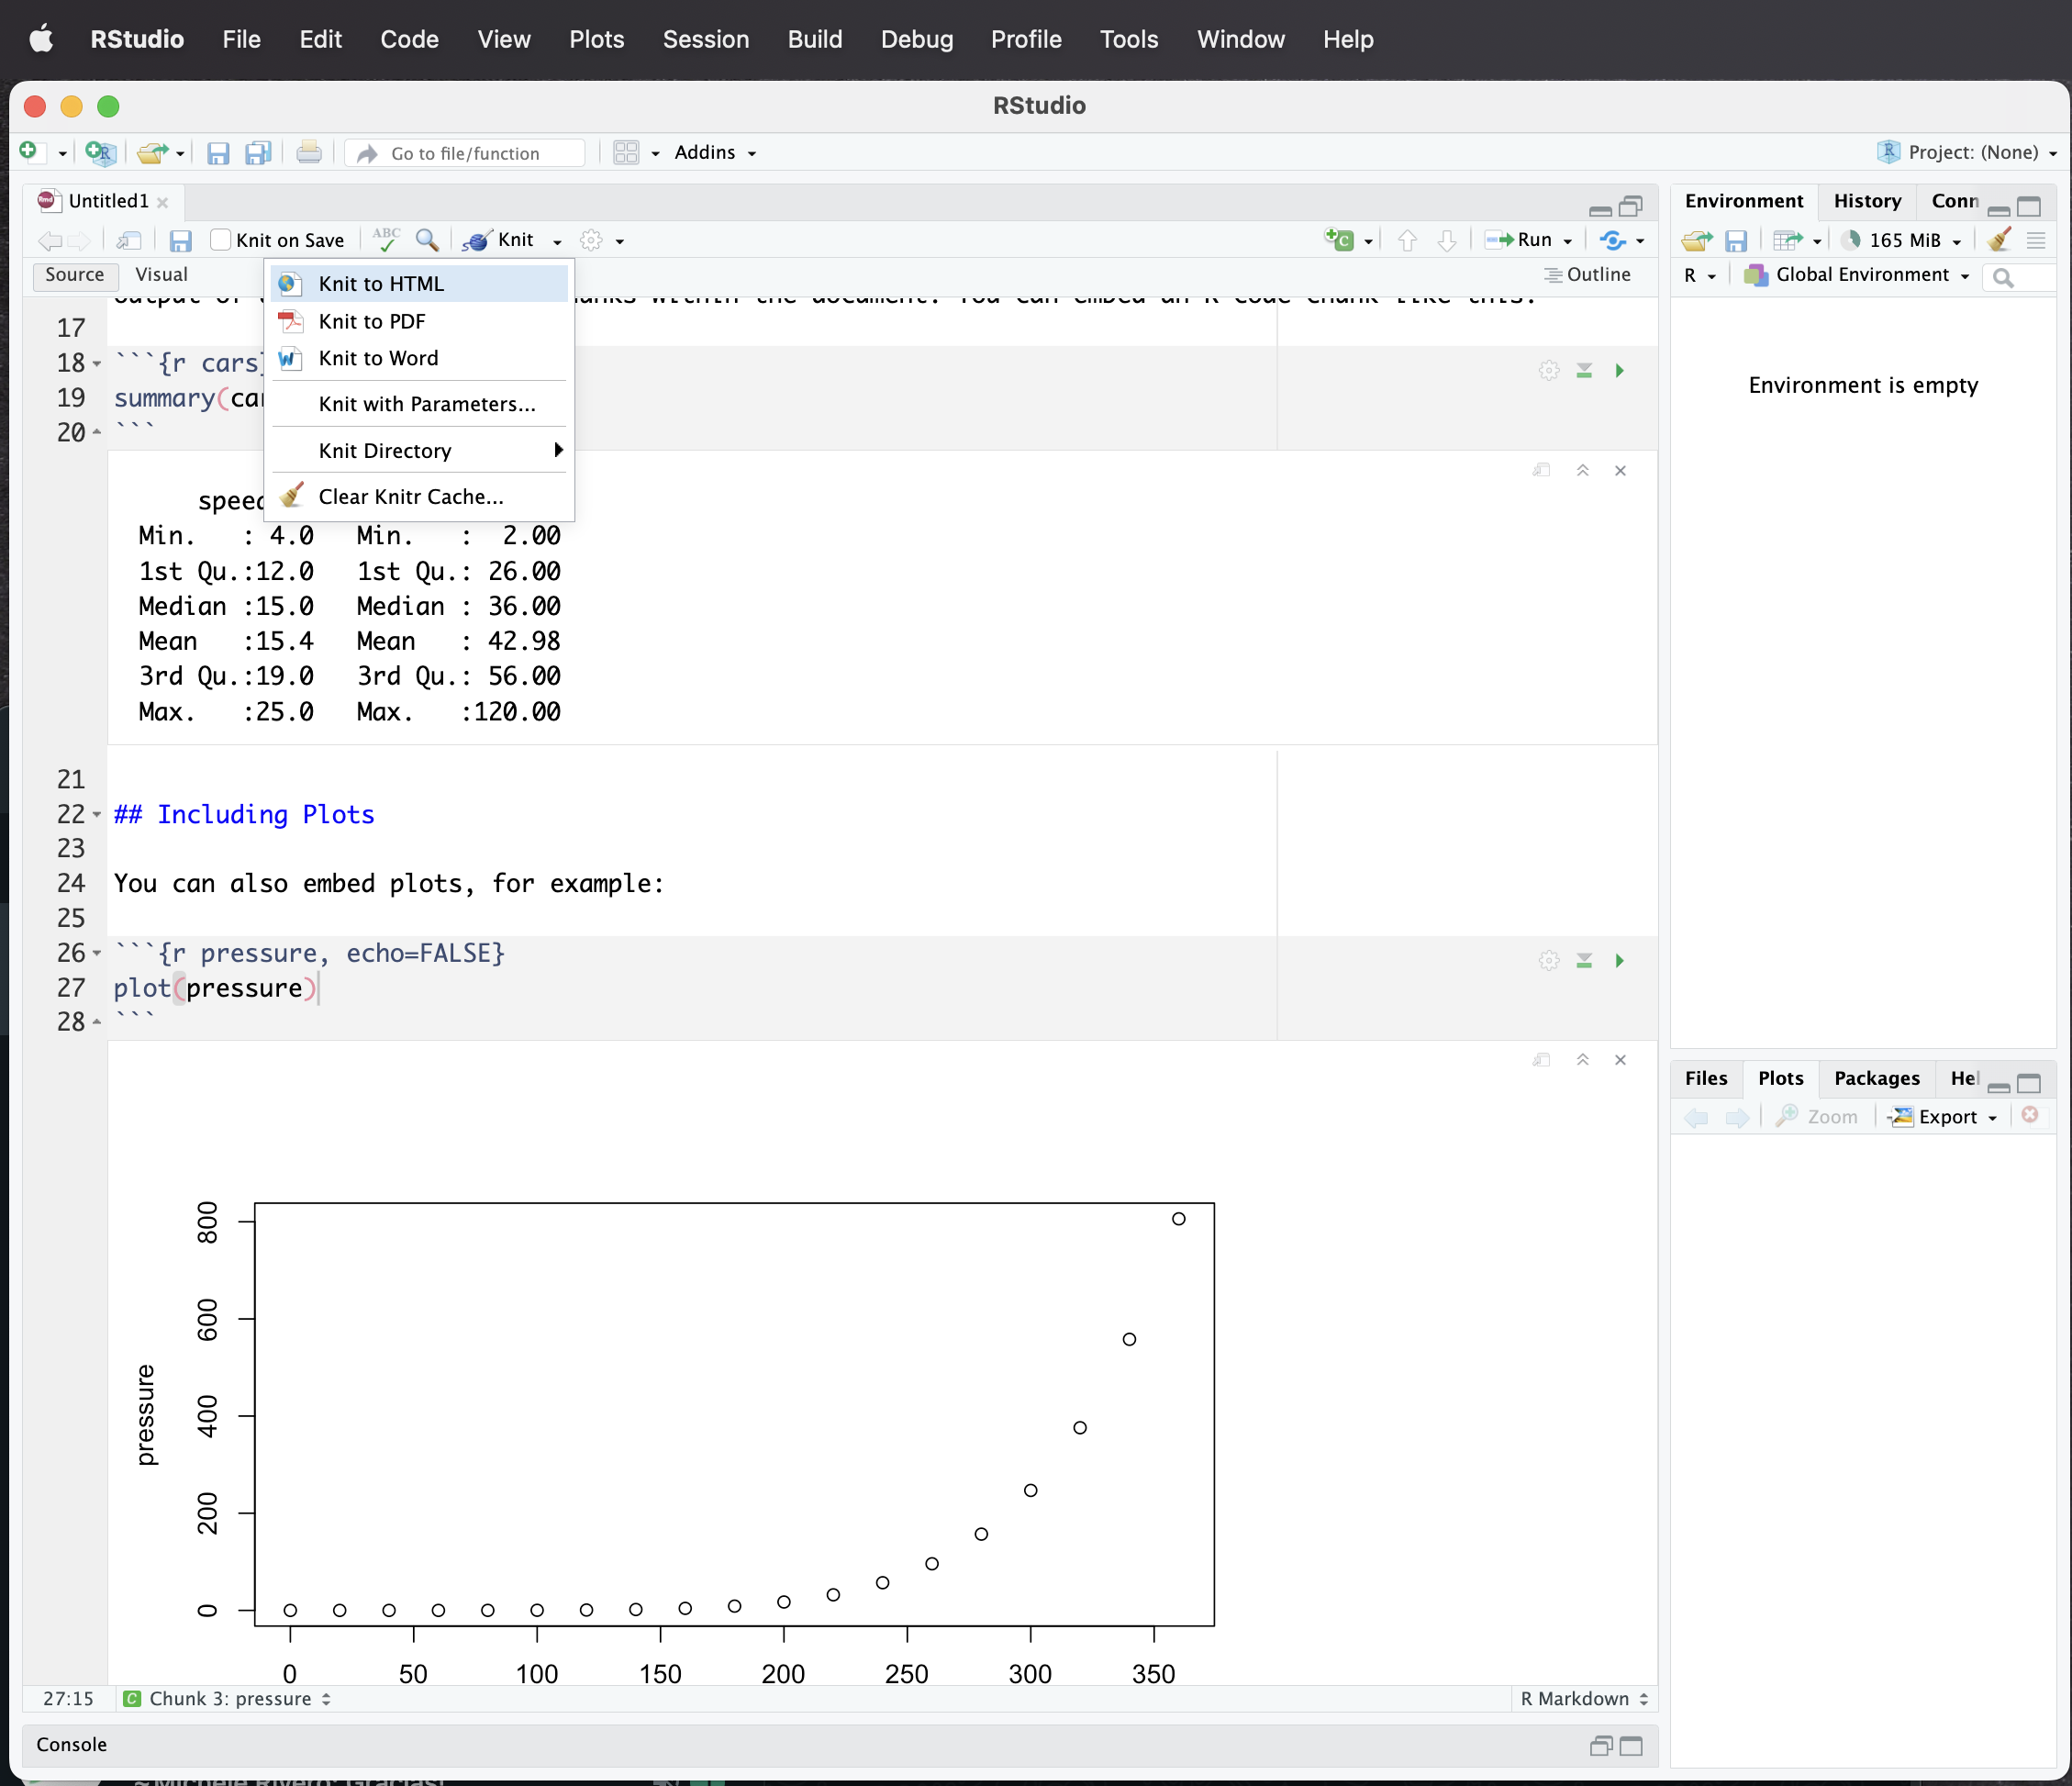 RStudio File Edit Code View Plots Session Build Debug Profile Tools Window Help
RStudio
Go to file/function Addins Project: (None)
Untitled1
Knit on Save ABC Knit Run
Source Visual Outline
Knit to HTML
Knit to PDF
Knit to Word
Knit with Parameters...
Knit Directory
Clear Knitr Cache...
within the document. You can embed an R code chunk like this:
17
18 ```{r cars
19 summary(ca
20 ```
speed
Min. : 4.0 Min. : 2.00
1st Qu.:12.0 1st Qu.: 26.00
Median :15.0 Median : 36.00
Mean :15.4 Mean : 42.98
3rd Qu.:19.0 3rd Qu.: 56.00
Max. :25.0 Max. :120.00
21
22 ## Including Plots
23
24 You can also embed plots, for example:
25
26 ```{r pressure, echo=FALSE}
27 plot(pressure)
28 ```
800
600
400
200
0
pressure
0 50 100 150 200 250 300 350
27:15 C Chunk 3: pressure R Markdown
Console
Environment History Conn
165 MiB
R Global Environment
Environment is empty
Files Plots Packages Hel
Zoom Export
~Michele Rivero: Gracias!